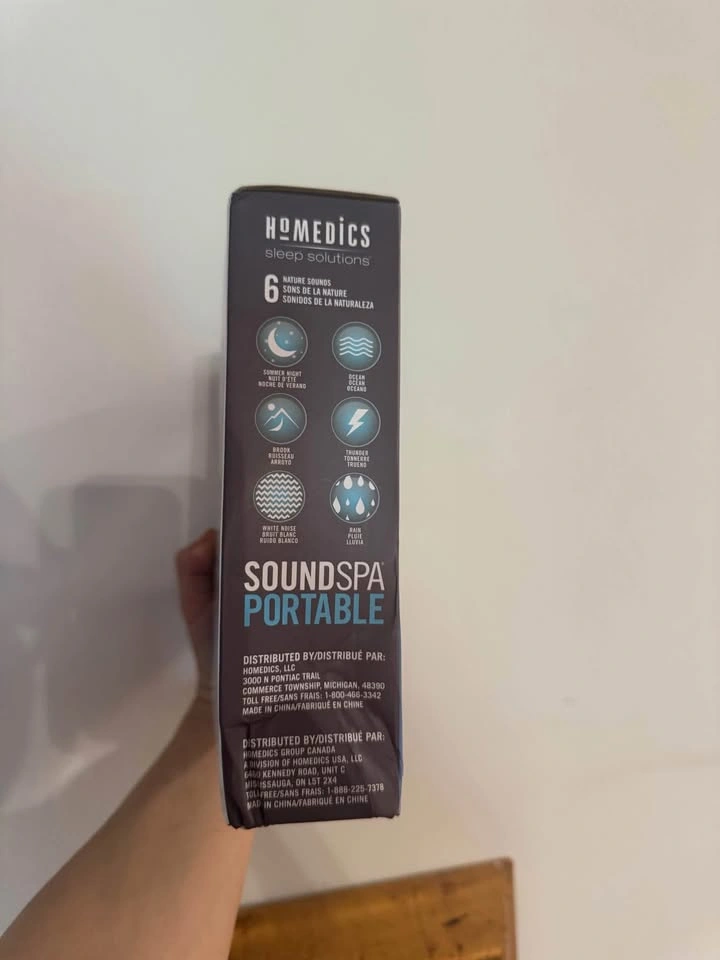 HOMEDICS
sleep solutions
6 NATURE SOUNDS
SONS DE LA NATURE
SONIDOS DE LA NATURALEZA
SUMMER NIGHT
NUIT D'ÉTÉ
NOCHE DE VERANO
OCEAN
OCÉAN
OCEANO
BROOK
RUISSEAU
ARROYO
THUNDER
TONNERRE
TRUENO
WHITE NOISE
BRUIT BLANC
RUIDO BLANCO
RAIN
PLUIE
LLUVIA
SOUNDSPA®
PORTABLE
DISTRIBUTED BY/DISTRIBUÉ PAR:
HOMEDICS, LLC
3000 N PONTIAC TRAIL
COMMERCE TOWNSHIP, MICHIGAN, 48390
TOLL FREE/SANS FRAIS: 1-800-466-3342
MADE IN CHINA/FABRIQUÉ EN CHINE
DISTRIBUTED BY/DISTRIBUÉ PAR:
HOMEDICS GROUP CANADA
A DIVISION OF HOMEDICS USA, LLC
6460 KENNEDY ROAD, UNIT C
MISSISSAUGA, ON L5T 2X4
TOLL FREE/SANS FRAIS: 1-888-225-7378
MADE IN CHINA/FABRIQUÉ EN CHINE